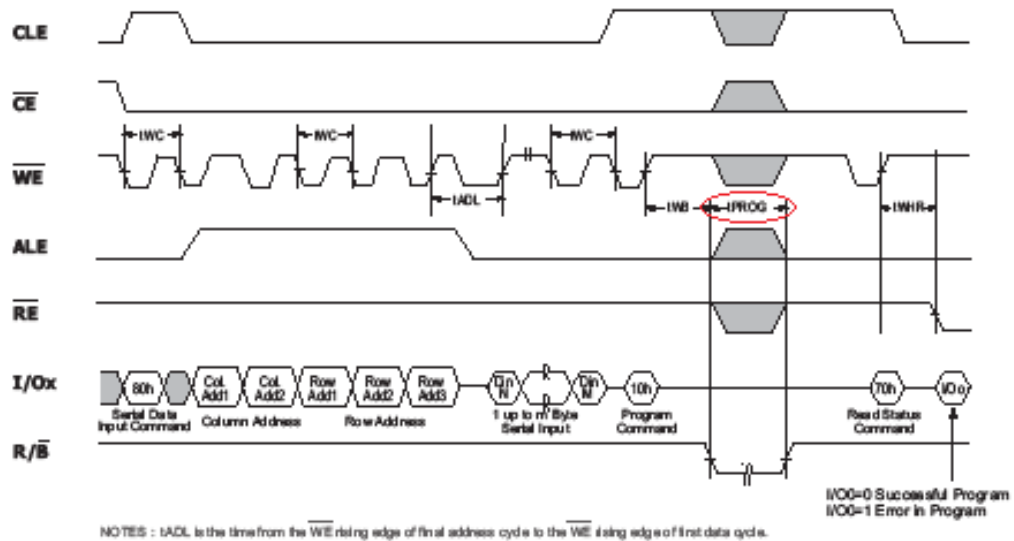 CLE
CE
tWC
tWC
tWC
WE
tADL
tWB
tPROG
tWHR
ALE
RE
I/Ox
80h
Col. Add1
Col. Add2
Row Add1
Row Add2
Row Add3
Din N
Din M
10h
70h
I/Oo
Serial Data
Input Command
Column Address
Row Address
1 up to m Byte
Serial Input
Program
Command
Read Status
Command
R/B
I/O0=0 Successful Program
I/O0=1 Error in Program
NOTES : tADL is the time from the WE rising edge of final address cycle to the WE rising edge of first data cycle.